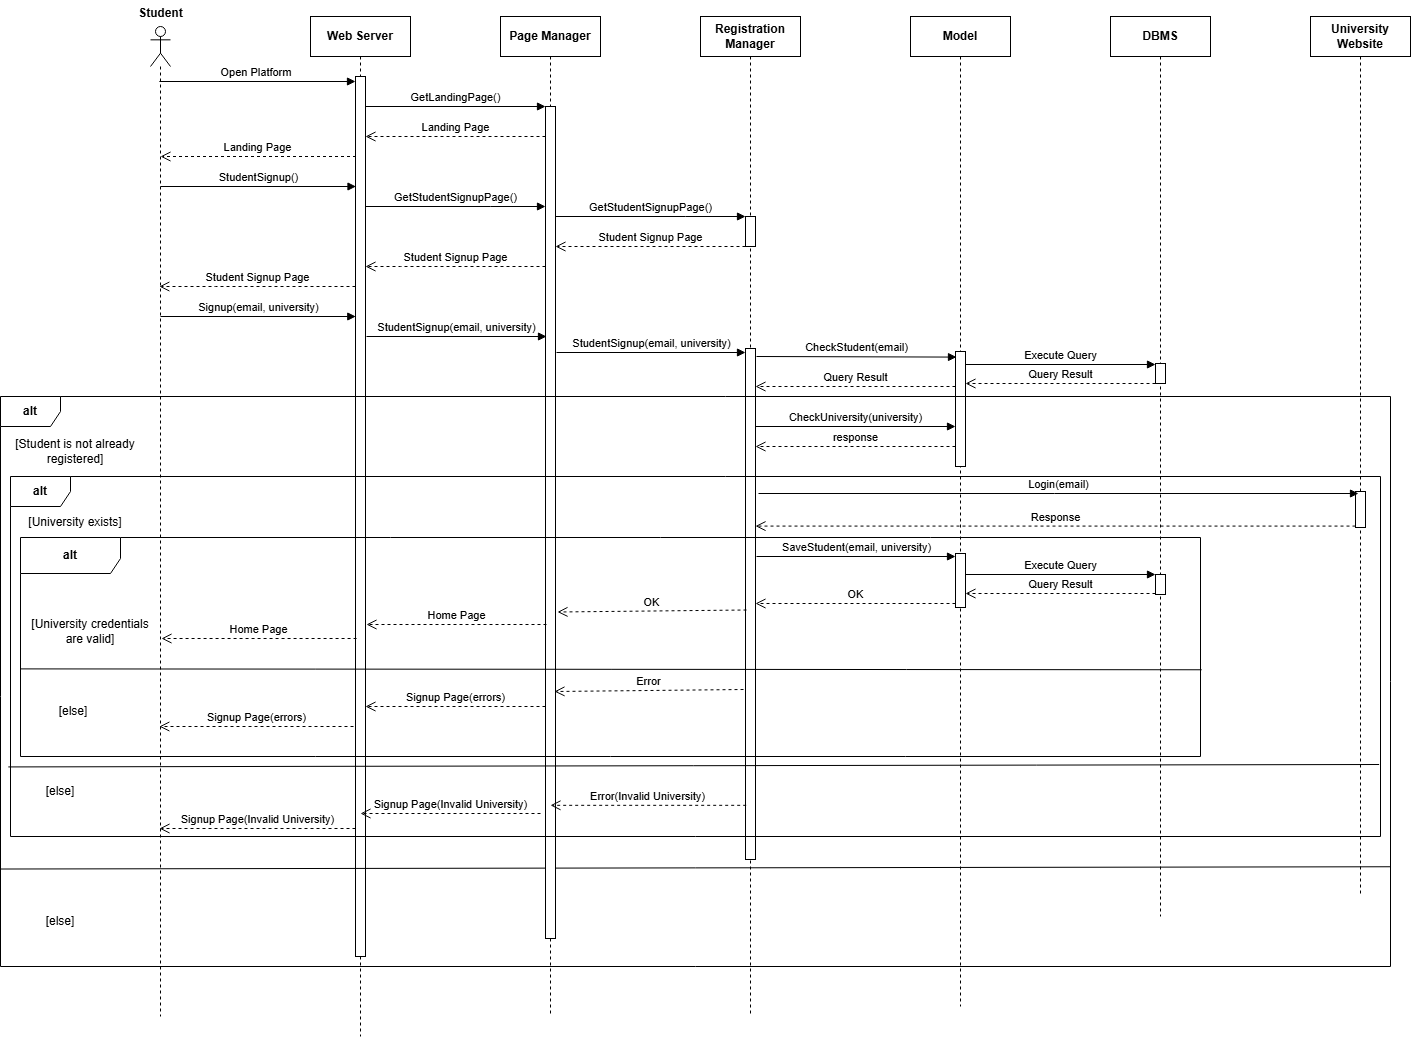 Student
Web Server
Page Manager
Registration
Manager
Model
DBMS
University
Website
Open Platform
GetLandingPage()
Landing Page
Landing Page
StudentSignup()
GetStudentSignupPage()
GetStudentSignupPage()
Student Signup Page
Student Signup Page
Student Signup Page
Signup(email, university)
StudentSignup(email, university)
StudentSignup(email, university)
CheckStudent(email)
Execute Query
Query Result
Query Result
alt
[Student is not already
registered]
CheckUniversity(university)
response
alt
[University exists]
Login(email)
Response
alt
[University credentials
are valid]
SaveStudent(email, university)
Execute Query
Query Result
OK
OK
Home Page
Home Page
[else]
Error
Signup Page(errors)
Signup Page(errors)
[else]
Error(Invalid University)
Signup Page(Invalid University)
Signup Page(Invalid University)
[else]